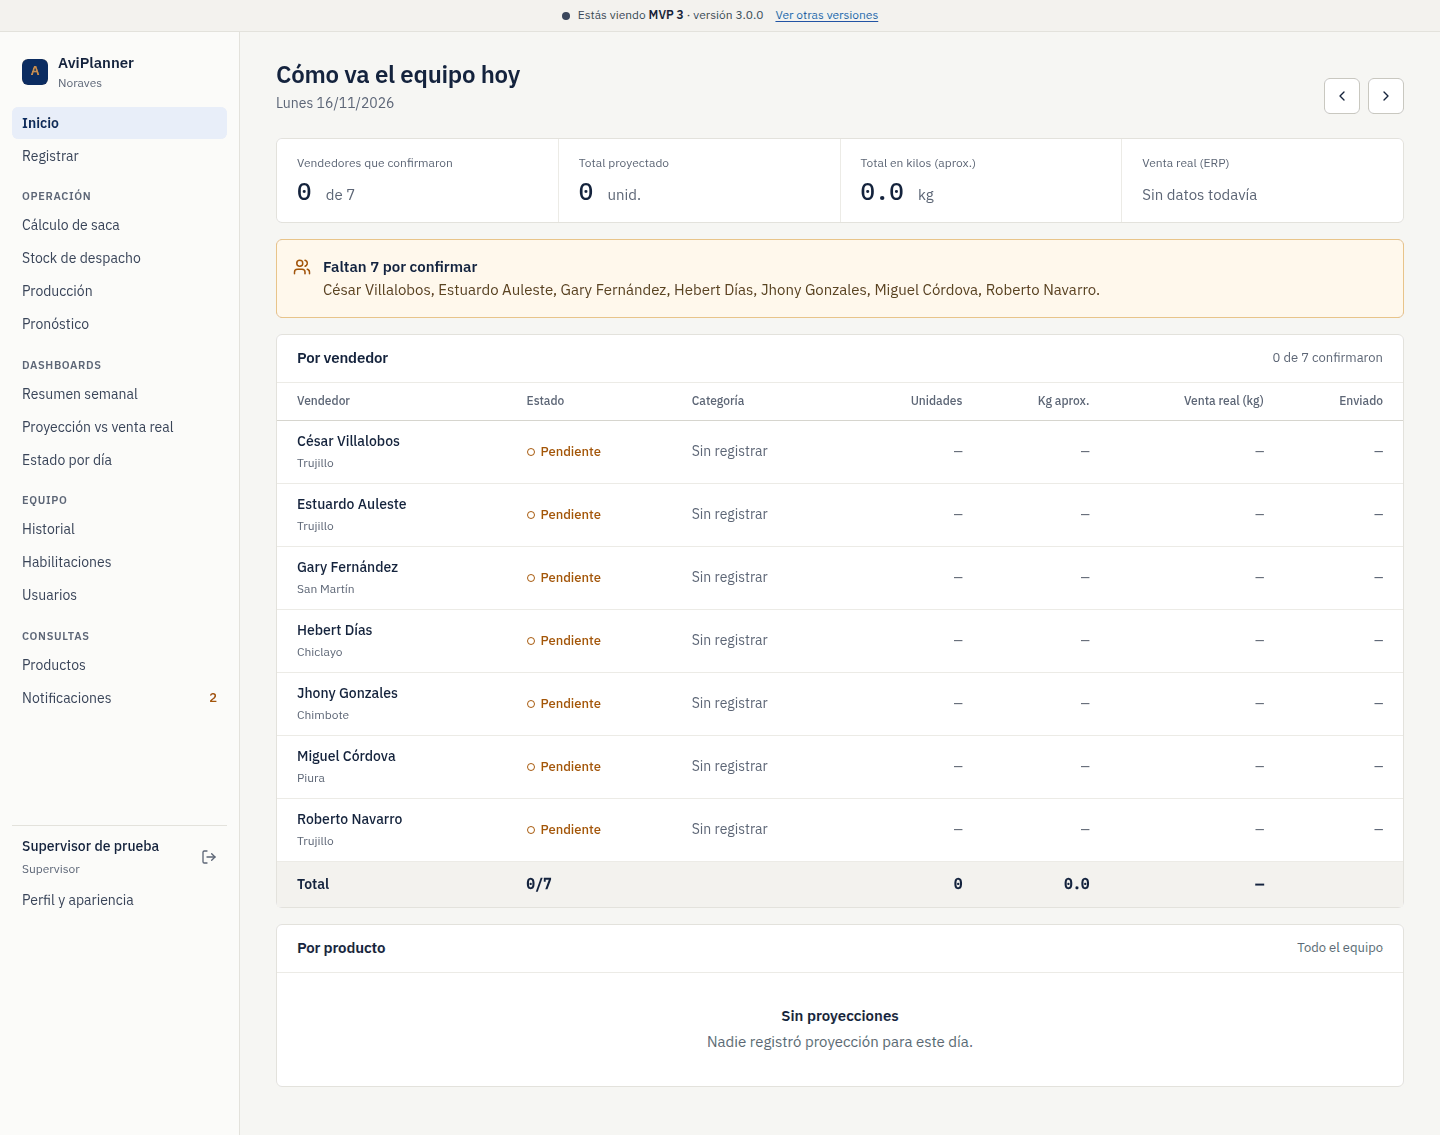 Estás viendo MVP 3 · versión 3.0.0 Ver otras versiones
A
AviPlanner
Noraves
Inicio
Registrar
OPERACIÓN
Cálculo de saca
Stock de despacho
Producción
Pronóstico
DASHBOARDS
Resumen semanal
Proyección vs venta real
Estado por día
EQUIPO
Historial
Habilitaciones
Usuarios
CONSULTAS
Productos
Notificaciones 2
Supervisor de prueba
Supervisor
Perfil y apariencia
Cómo va el equipo hoy
Lunes 16/11/2026
Vendedores que confirmaron
0 de 7
Total proyectado
0 unid.
Total en kilos (aprox.)
0.0 kg
Venta real (ERP)
Sin datos todavía
Faltan 7 por confirmar
César Villalobos, Estuardo Auleste, Gary Fernández, Hebert Días, Jhony Gonzales, Miguel Córdova, Roberto Navarro.
Por vendedor 0 de 7 confirmaron
Vendedor Estado Categoría Unidades Kg aprox. Venta real (kg) Enviado
César Villalobos
Trujillo
Pendiente Sin registrar – – – –
Estuardo Auleste
Trujillo
Pendiente Sin registrar – – – –
Gary Fernández
San Martín
Pendiente Sin registrar – – – –
Hebert Días
Chiclayo
Pendiente Sin registrar – – – –
Jhony Gonzales
Chimbote
Pendiente Sin registrar – – – –
Miguel Córdova
Piura
Pendiente Sin registrar – – – –
Roberto Navarro
Trujillo
Pendiente Sin registrar – – – –
Total 0/7 0 0.0 –
Por producto Todo el equipo
Sin proyecciones
Nadie registró proyección para este día.